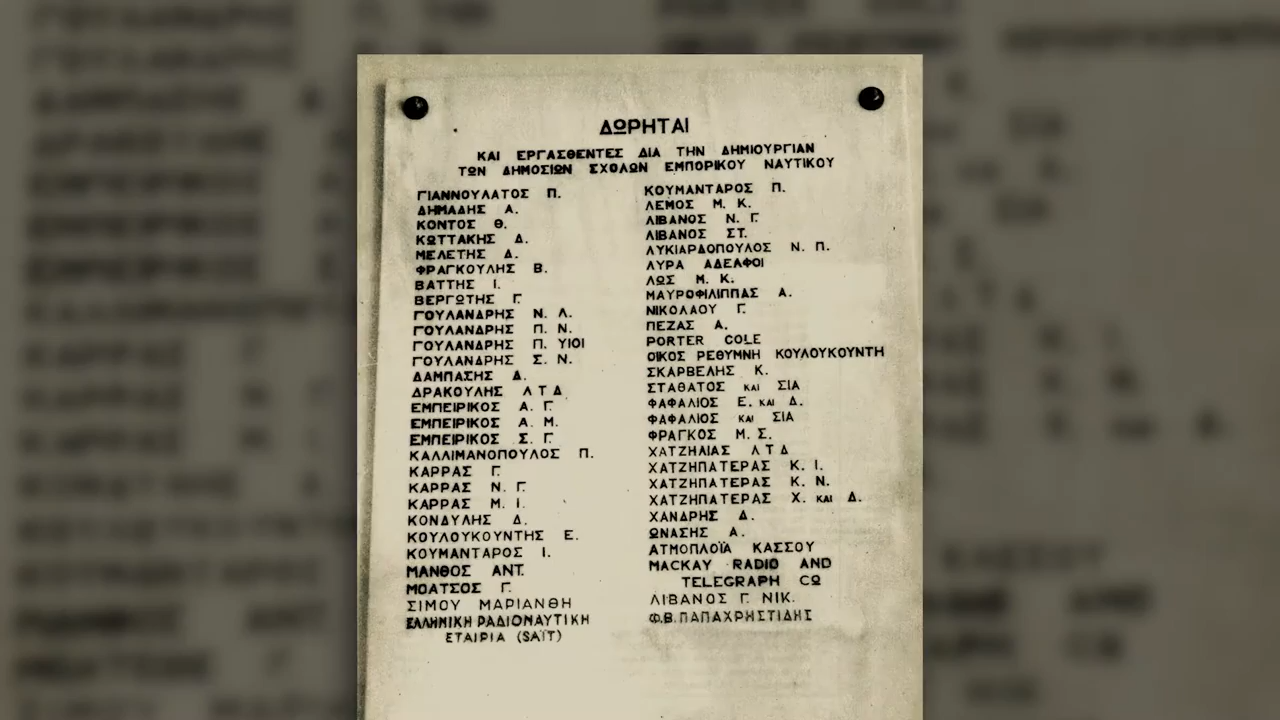 ΔΩΡΗΤΑΙ
ΚΑΙ ΕΡΓΑΣΘΕΝΤΕΣ ΔΙΑ ΤΗΝ ΔΗΜΙΟΥΡΓΙΑΝ
ΤΩΝ ΔΗΜΟΣΙΩΝ ΣΧΟΛΩΝ ΕΜΠΟΡΙΚΟΥ ΝΑΥΤΙΚΟΥ
ΓΙΑΝΝΟΥΛΑΤΟΣ Π.
ΔΗΜΑΔΗΣ Α.
ΚΟΝΤΟΣ Θ.
ΚΩΤΤΑΚΗΣ Δ.
ΜΕΛΕΤΗΣ Δ.
ΦΡΑΓΚΟΥΛΗΣ Β.
ΒΑΤΤΗΣ Ι.
ΒΕΡΓΩΤΗΣ Γ.
ΓΟΥΛΑΝΔΡΗΣ Ν. Λ.
ΓΟΥΛΑΝΔΡΗΣ Π. Ν.
ΓΟΥΛΑΝΔΡΗΣ Π. ΥΙΟΙ
ΓΟΥΛΑΝΔΡΗΣ Σ. Ν.
ΔΑΜΠΑΣΗΣ Δ.
ΔΡΑΚΟΥΛΗΣ ΛΤΔ
ΕΜΠΕΙΡΙΚΟΣ Α. Γ.
ΕΜΠΕΙΡΙΚΟΣ Α. Μ.
ΕΜΠΕΙΡΙΚΟΣ Σ. Γ.
ΚΑΛΛΙΜΑΝΟΠΟΥΛΟΣ Π.
ΚΑΡΡΑΣ Γ.
ΚΑΡΡΑΣ Ν. Γ.
ΚΑΡΡΑΣ Μ. Ι.
ΚΟΝΔΥΛΗΣ Δ.
ΚΟΥΛΟΥΚΟΥΝΤΗΣ Ε.
ΚΟΥΜΑΝΤΑΡΟΣ Ι.
ΜΑΝΘΟΣ ΑΝΤ.
ΜΟΑΤΣΟΣ Γ.
ΣΙΜΟΥ ΜΑΡΙΑΝΘΗ
ΕΛΛΗΝΙΚΗ ΡΑΔΙΟΝΑΥΤΙΚΗ
ΕΤΑΙΡΙΑ (SAIT)
ΚΟΥΜΑΝΤΑΡΟΣ Π.
ΛΕΜΟΣ Μ. Κ.
ΛΙΒΑΝΟΣ Ν. Γ.
ΛΙΒΑΝΟΣ ΣΤ.
ΛΥΚΙΑΡΔΟΠΟΥΛΟΣ Ν. Π.
ΛΥΡΑ ΑΔΕΛΦΟΙ
ΛΩΣ Μ. Κ.
ΜΑΥΡΟΦΙΛΙΠΠΑΣ Α.
ΝΙΚΟΛΑΟΥ Γ.
ΠΕΖΑΣ Α.
PORTER COLE
ΟΙΚΟΣ ΡΕΘΥΜΝΗ ΚΟΥΛΟΥΚΟΥΝΤΗ
ΣΚΑΡΒΕΛΗΣ Κ.
ΣΤΑΘΑΤΟΣ ΚΑΙ ΣΙΑ
ΦΑΦΑΛΙΟΣ Ε. ΚΑΙ Δ.
ΦΑΦΑΛΙΟΣ ΚΑΙ ΣΙΑ
ΦΡΑΓΚΟΣ Μ. Σ.
ΧΑΤΖΗΛΙΑΣ ΛΤΔ
ΧΑΤΖΗΠΑΤΕΡΑΣ Κ. Ι.
ΧΑΤΖΗΠΑΤΕΡΑΣ Κ. Ν.
ΧΑΤΖΗΠΑΤΕΡΑΣ Χ. ΚΑΙ Δ.
ΧΑΝΔΡΗΣ Δ.
ΩΝΑΣΗΣ Α.
ΑΤΜΟΠΛΟΪΑ ΚΑΣΣΟΥ
MACKAY RADIO AND
TELEGRAPH CO
ΛΙΒΑΝΟΣ Γ. ΝΙΚ.
Φ.Β.ΠΑΠΑΧΡΗΣΤΙΔΗΣ